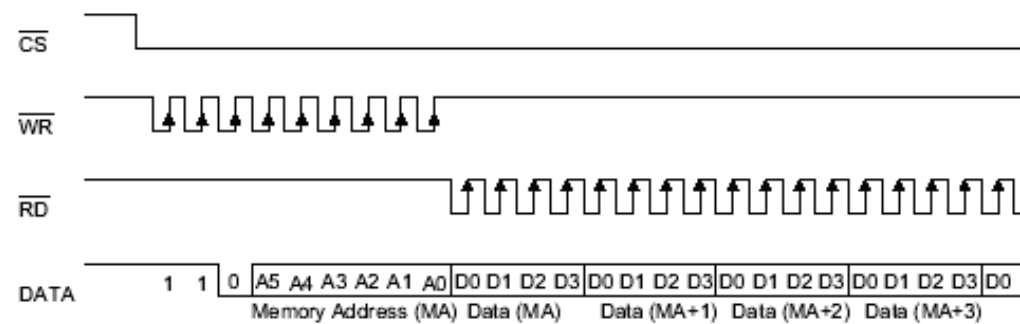 CS
WR
RD
DATA 1 1 0 A5 A4 A3 A2 A1 A0 D0 D1 D2 D3 D0 D1 D2 D3 D0 D1 D2 D3 D0 D1 D2 D3 D0
Memory Address (MA) Data (MA) Data (MA+1) Data (MA+2) Data (MA+3)